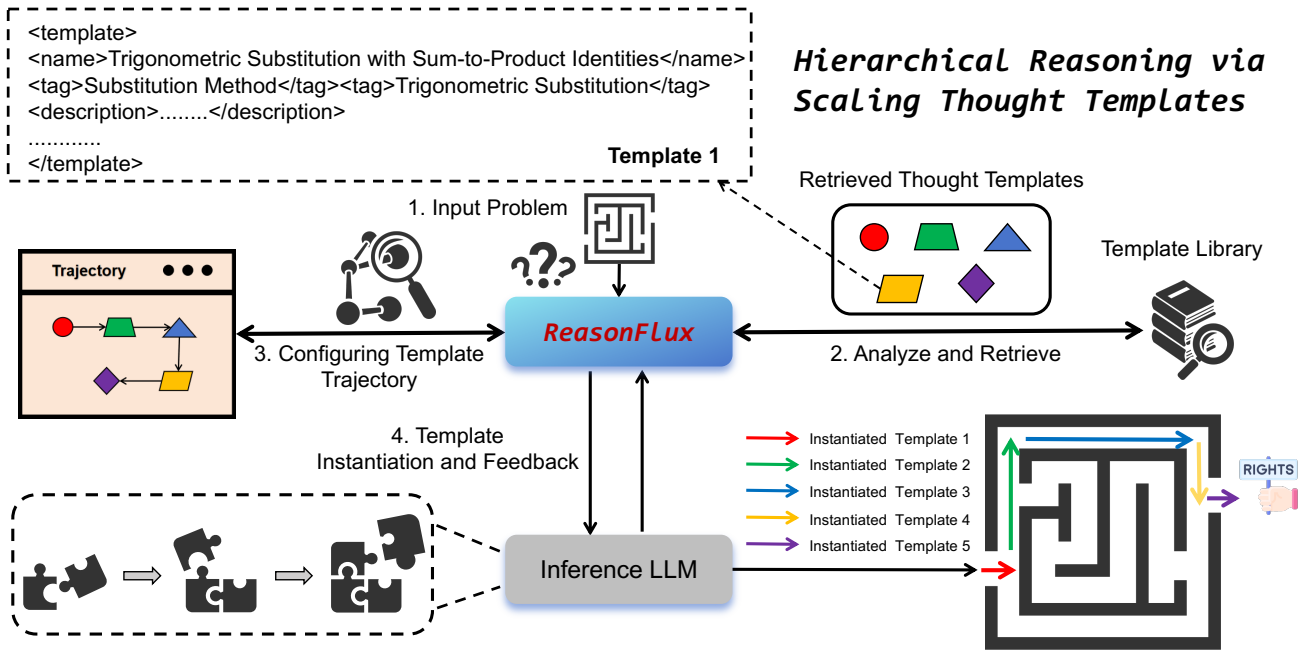 <template>
<name>Trigonometric Substitution with Sum-to-Product Identities</name>
<tag>Substitution Method</tag><tag>Trigonometric Substitution</tag>
<description>........</description>
............
</template>
Template 1
Hierarchical Reasoning via
Scaling Thought Templates
Retrieved Thought Templates
1. Input Problem
???
Template Library
Trajectory
ReasonFlux
3. Configuring Template
Trajectory
2. Analyze and Retrieve
4. Template
Instantiation and Feedback
Instantiated Template 1
Instantiated Template 2
Instantiated Template 3
Instantiated Template 4
Instantiated Template 5
RIGHTS
Inference LLM